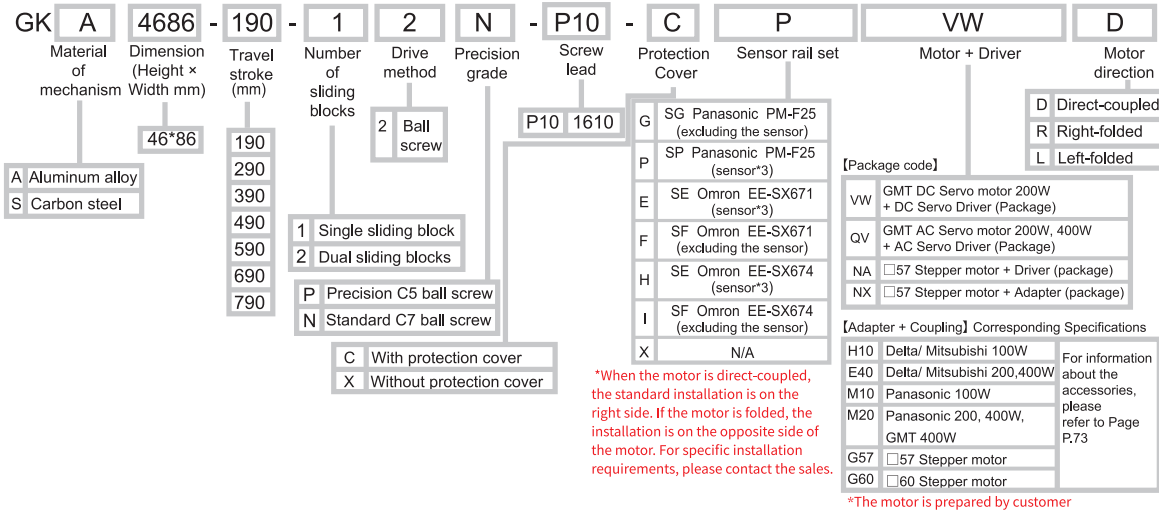 GK A 4686 - 190 - 1 2 N - P10 - C P VW D
Material
of
mechanism
Dimension
(Height ×
Width mm)
Travel
stroke
(mm)
Number
of
sliding
blocks
Drive
method
Precision
grade
Screw
lead
Protection
Cover
Sensor rail set
Motor + Driver
Motor
direction
A Aluminum alloy
S Carbon steel
46*86
190
290
390
490
590
690
790
1 Single sliding block
2 Dual sliding blocks
2 Ball
screw
P Precision C5 ball screw
N Standard C7 ball screw
P10 1610
C With protection cover
X Without protection cover
G SG Panasonic PM-F25
(excluding the sensor)
P SP Panasonic PM-F25
(sensor*3)
E SE Omron EE-SX671
(sensor*3)
F SF Omron EE-SX671
(excluding the sensor)
H SE Omron EE-SX674
(sensor*3)
I SF Omron EE-SX674
(excluding the sensor)
X N/A
*When the motor is direct-coupled,
the standard installation is on the
right side. If the motor is folded, the
installation is on the opposite side of
the motor. For specific installation
requirements, please contact the sales.
D Direct-coupled
R Right-folded
L Left-folded
【Package code】
VW GMT DC Servo motor 200W
+ DC Servo Driver (Package)
QV GMT AC Servo motor 200W, 400W
+ AC Servo Driver (Package)
NA □57 Stepper motor + Driver (package)
NX □57 Stepper motor + Adapter (package)
【Adapter + Coupling】 Corresponding Specifications
H10 Delta/ Mitsubishi 100W
E40 Delta/ Mitsubishi 200,400W
M10 Panasonic 100W
M20 Panasonic 200, 400W,
GMT 400W
G57 □57 Stepper motor
G60 □60 Stepper motor
For information
about the
accessories,
please
refer to Page
P.73
*The motor is prepared by customer